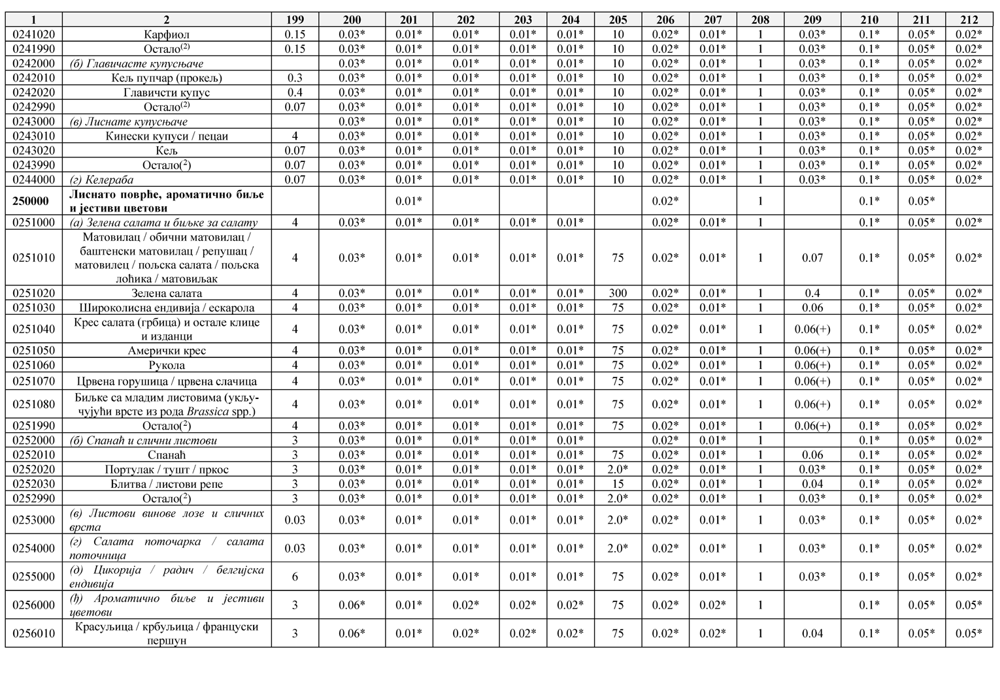 1 2 199 200 201 202 203 204 205 206 207 208 209 210 211 212
0241020 Карфиол 0.15 0.03* 0.01* 0.01* 0.01* 0.01* 10 0.02* 0.01* 1 0.03* 0.1* 0.05* 0.02*
0241990 Остало(2) 0.15 0.03* 0.01* 0.01* 0.01* 0.01* 10 0.02* 0.01* 1 0.03* 0.1* 0.05* 0.02*
0242000 (б) Главичасте купусњаче 0.03* 0.01* 0.01* 0.01* 0.01* 10 0.02* 0.01* 1 0.03* 0.1* 0.05* 0.02*
0242010 Кељ пупчар (прокељ) 0.3 0.03* 0.01* 0.01* 0.01* 0.01* 10 0.02* 0.01* 1 0.03* 0.1* 0.05* 0.02*
0242020 Главичсти купус 0.4 0.03* 0.01* 0.01* 0.01* 0.01* 10 0.02* 0.01* 1 0.03* 0.1* 0.05* 0.02*
0242990 Остало(2) 0.07 0.03* 0.01* 0.01* 0.01* 0.01* 10 0.02* 0.01* 1 0.03* 0.1* 0.05* 0.02*
0243000 (в) Лиснате купусњаче 0.03* 0.01* 0.01* 0.01* 0.01* 10 0.02* 0.01* 1 0.03* 0.1* 0.05* 0.02*
0243010 Кинески купуси / пецаи 4 0.03* 0.01* 0.01* 0.01* 0.01* 10 0.02* 0.01* 1 0.03* 0.1* 0.05* 0.02*
0243020 Кељ 0.07 0.03* 0.01* 0.01* 0.01* 0.01* 10 0.02* 0.01* 1 0.03* 0.1* 0.05* 0.02*
0243990 Остало(2) 0.07 0.03* 0.01* 0.01* 0.01* 0.01* 10 0.02* 0.01* 1 0.03* 0.1* 0.05* 0.02*
0244000 (г) Келераба 0.07 0.03* 0.01* 0.01* 0.01* 0.01* 10 0.02* 0.01* 1 0.03* 0.1* 0.05* 0.02*
250000 Лиснато поврће, ароматично биље
и јестиви цветови 0.01* 0.02* 1 0.1* 0.05*
0251000 (а) Зелена салата и биљке за салату 4 0.03* 0.01* 0.01* 0.01* 0.01* 0.02* 0.01* 1 0.1* 0.05* 0.02*
Матовилац / обични матовилац /
баштенски матовилац / репушац /
0251010 матовилец / пољска салата / пољска 4 0.03* 0.01* 0.01* 0.01* 0.01* 75 0.02* 0.01* 1 0.07 0.1* 0.05* 0.02*
лоћика / матовиљак
0251020 Зелена салата 4 0.03* 0.01* 0.01* 0.01* 0.01* 300 0.02* 0.01* 1 0.4 0.1* 0.05* 0.02*
0251030 Широколисна ендивија / ескарола 4 0.03* 0.01* 0.01* 0.01* 0.01* 75 0.02* 0.01* 1 0.06 0.1* 0.05* 0.02*
0251040 Крес салата (грбица) и остале клице
и изданци 4 0.03* 0.01* 0.01* 0.01* 0.01* 75 0.02* 0.01* 1 0.06(+) 0.1* 0.05* 0.02*
0251050 Амерички крес 4 0.03* 0.01* 0.01* 0.01* 0.01* 75 0.02* 0.01* 1 0.06(+) 0.1* 0.05* 0.02*
0251060 Рукола 4 0.03* 0.01* 0.01* 0.01* 0.01* 75 0.02* 0.01* 1 0.06(+) 0.1* 0.05* 0.02*
0251070 Црвена горушица / црвена слачица 4 0.03* 0.01* 0.01* 0.01* 0.01* 75 0.02* 0.01* 1 0.06(+) 0.1* 0.05* 0.02*
0251080 Биљке са младим листовима (укљу-
чујући врсте из рода Brassica spp.) 4 0.03* 0.01* 0.01* 0.01* 0.01* 75 0.02* 0.01* 1 0.06(+) 0.1* 0.05* 0.02*
0251990 Остало(2) 4 0.03* 0.01* 0.01* 0.01* 0.01* 75 0.02* 0.01* 1 0.06(+) 0.1* 0.05* 0.02*
0252000 (б) Спанаћ и слични листови 3 0.03* 0.01* 0.01* 0.01* 0.01* 0.02* 0.01* 1 0.1* 0.05* 0.02*
0252010 Спанаћ 3 0.03* 0.01* 0.01* 0.01* 0.01* 75 0.02* 0.01* 1 0.06 0.1* 0.05* 0.02*
0252020 Портулак / тушт / пркос 3 0.03* 0.01* 0.01* 0.01* 0.01* 2.0* 0.02* 0.01* 1 0.03* 0.1* 0.05* 0.02*
0252030 Блитва / листови репе 3 0.03* 0.01* 0.01* 0.01* 0.01* 15 0.02* 0.01* 1 0.04 0.1* 0.05* 0.02*
0252990 Остало(2) 3 0.03* 0.01* 0.01* 0.01* 0.01* 2.0* 0.02* 0.01* 1 0.03* 0.1* 0.05* 0.02*
0253000 (в) Листови винове лозе и сличних
врста 0.03 0.03* 0.01* 0.01* 0.01* 0.01* 2.0* 0.02* 0.01* 1 0.03* 0.1* 0.05* 0.02*
0254000 (г) Салата поточарка / салата
поточница 0.03 0.03* 0.01* 0.01* 0.01* 0.01* 2.0* 0.02* 0.01* 1 0.03* 0.1* 0.05* 0.02*
0255000 (д) Цикорија / радич / белгијска
ендивија 6 0.03* 0.01* 0.01* 0.01* 0.01* 75 0.02* 0.01* 1 0.03* 0.1* 0.05* 0.02*
0256000 (ђ) Ароматично биље и јестиви
цветови 3 0.06* 0.01* 0.02* 0.02* 0.02* 75 0.02* 0.02* 1 0.1* 0.05* 0.05*
0256010 Красуљица / крбуљица / француски
першун 3 0.06* 0.01* 0.02* 0.02* 0.02* 75 0.02* 0.02* 1 0.04 0.1* 0.05* 0.05*